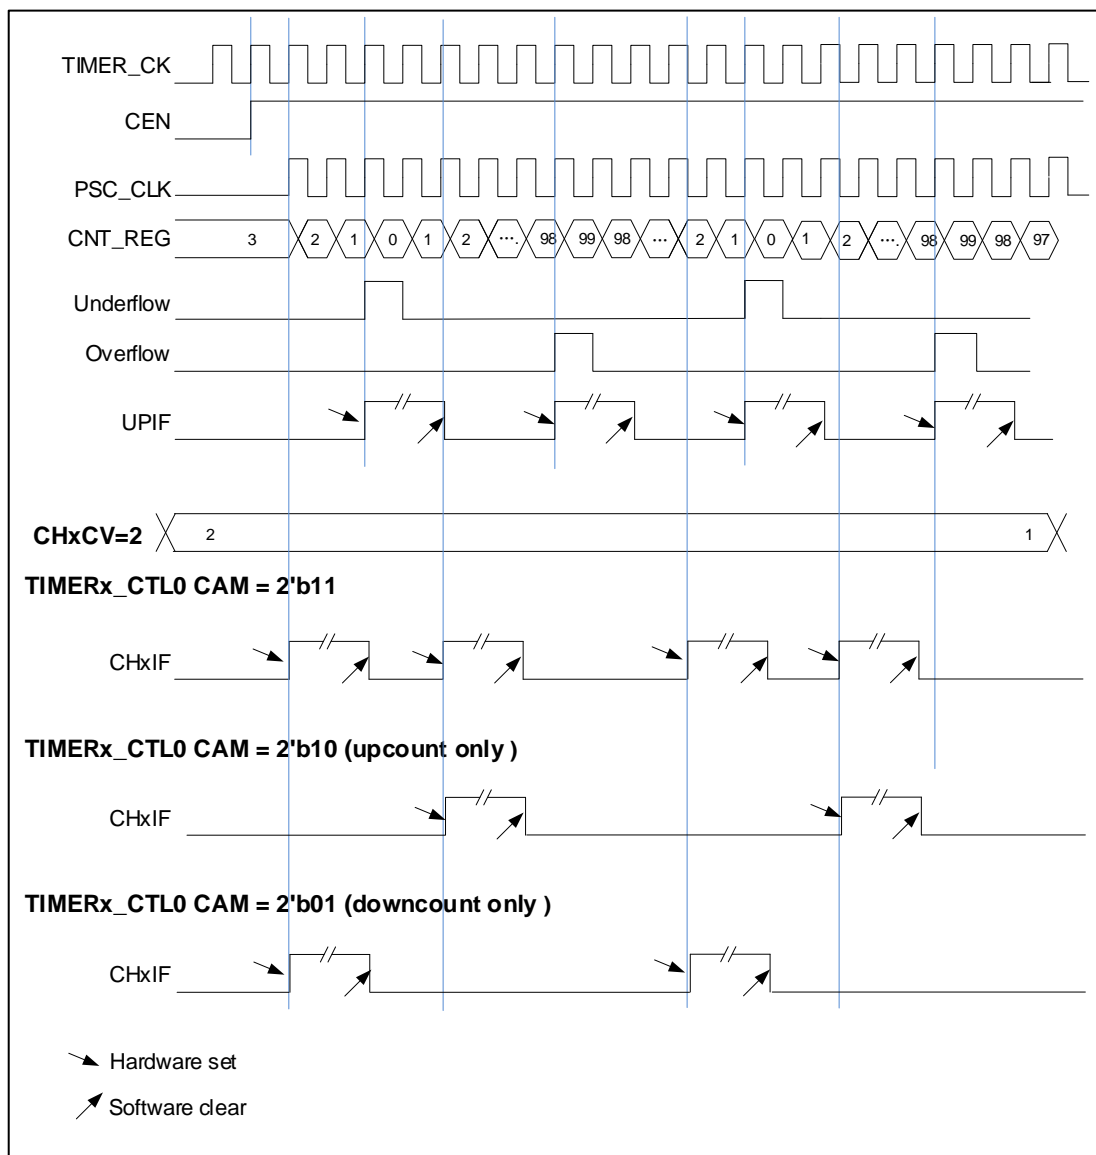 TIMER_CK
CEN
PSC_CLK
CNT_REG 3 2 1 0 1 2 .... 98 99 98 ... 2 1 0 1 2 .... 98 99 98 97
Underflow
Overflow
UPIF
CHxCV=2 2 1
TIMERx_CTL0 CAM = 2'b11
CHxIF
TIMERx_CTL0 CAM = 2'b10 (upcount only )
CHxIF
TIMERx_CTL0 CAM = 2'b01 (downcount only )
CHxIF
Hardware set
Software clear